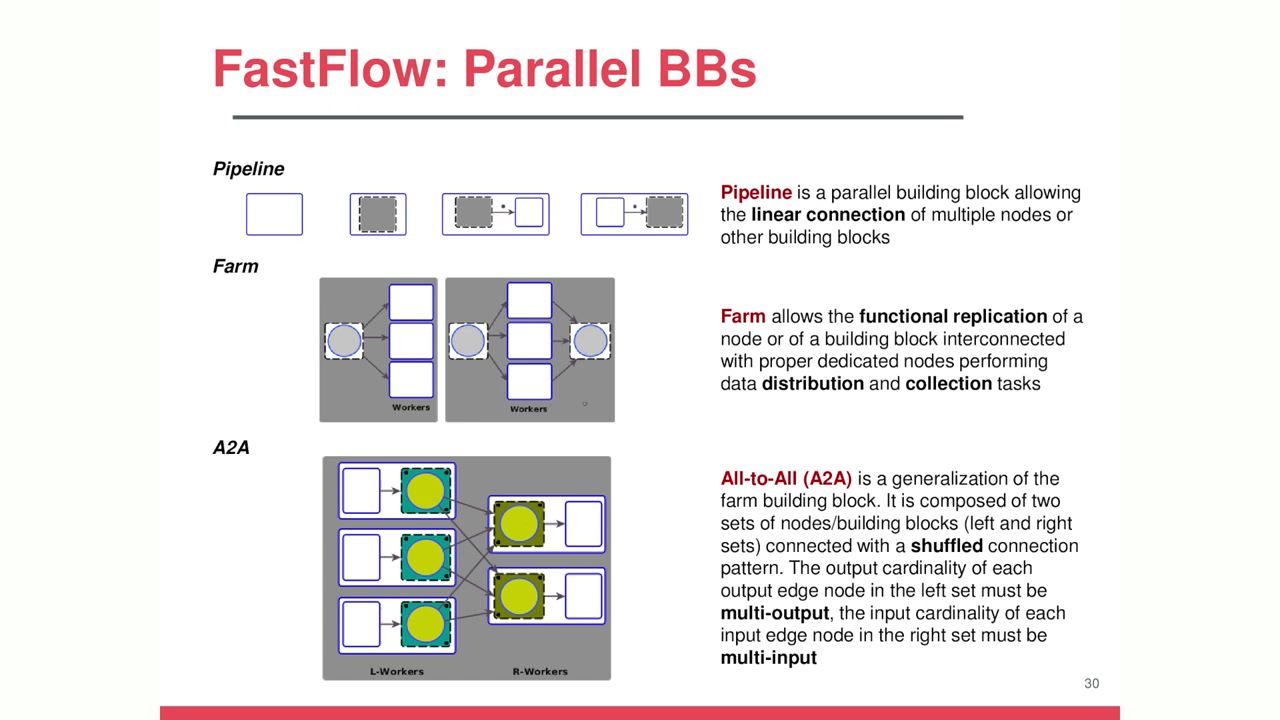 FastFlow: Parallel BBs
Pipeline
Pipeline is a parallel building block allowing
the linear connection of multiple nodes or
other building blocks
Farm
Workers
Workers
Farm allows the functional replication of a
node or of a building block interconnected
with proper dedicated nodes performing
data distribution and collection tasks
A2A
L-Workers
R-Workers
All-to-All (A2A) is a generalization of the
farm building block. It is composed of two
sets of nodes/building blocks (left and right
sets) connected with a shuffled connection
pattern. The output cardinality of each
output edge node in the left set must be
multi-output, the input cardinality of each
input edge node in the right set must be
multi-input
30